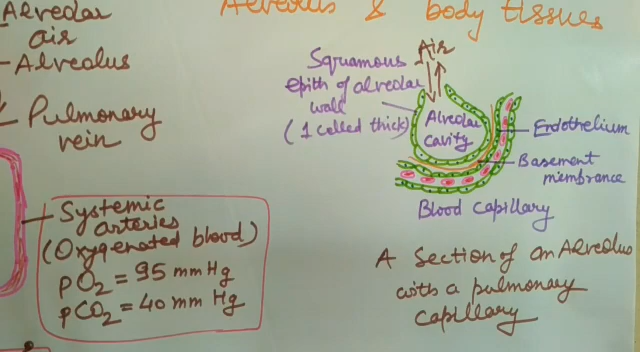 Alveolus & body tissues
Alveolar
air
Alveolus
Pulmonary
vein
Systemic
arteries
(Oxygenated blood)
pO2 = 95 mm Hg
pCO2 = 40 mm Hg
Air
Squamous
epith of alveolar
wall
(1 celled thick)
Alveolar
cavity
Endothelium
Basement
membrane
Blood capillary
A section of an Alveolus
with a pulmonary
capillary